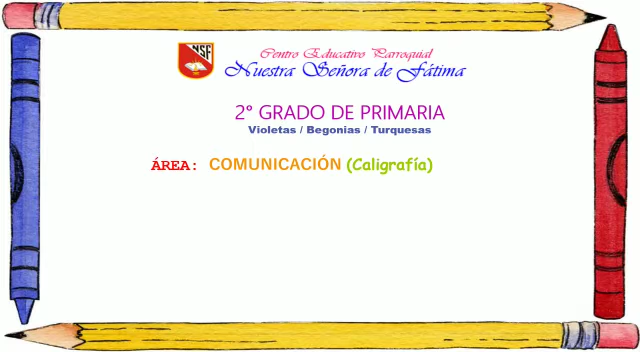 NSF
Centro Educativo Parroquial
Nuestra Señora de Fátima
2° GRADO DE PRIMARIA
Violetas / Begonias / Turquesas
ÁREA: COMUNICACIÓN (Caligrafía)